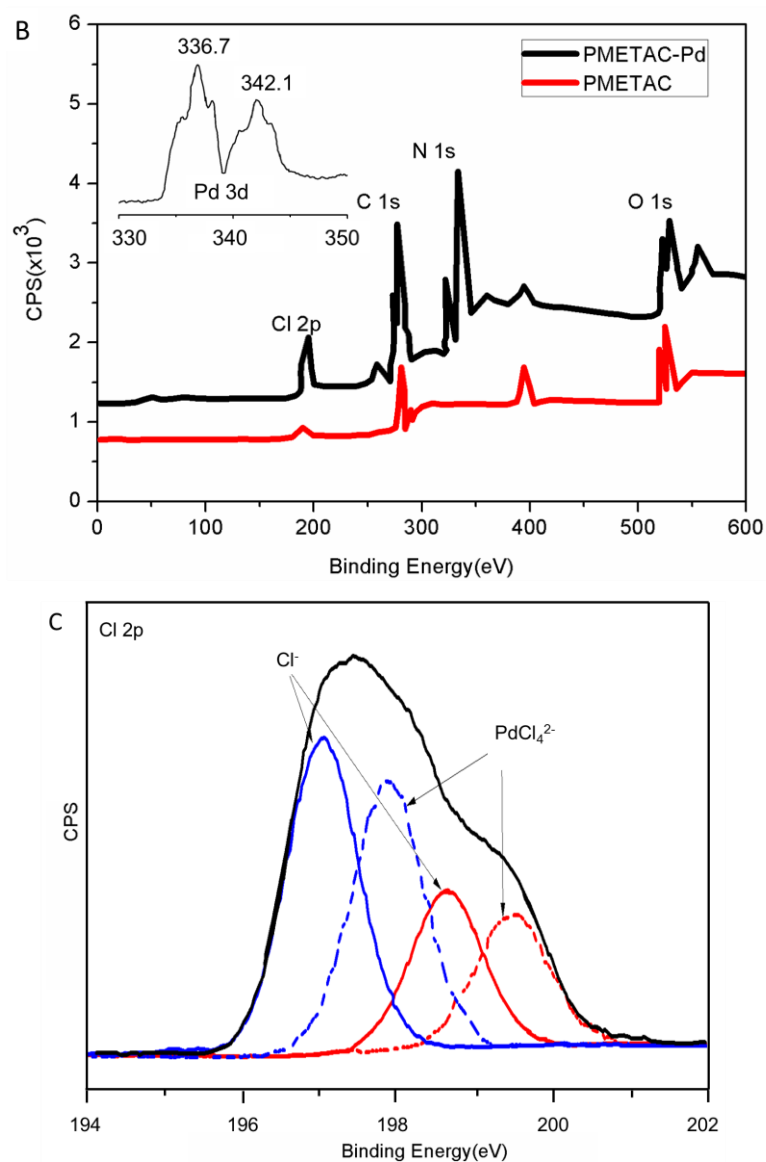 B
6
5
4
3
2
1
0
CPS(x10³)
336.7
342.1
Pd 3d
330 340 350
PMETAC-Pd
PMETAC
Cl 2p
C 1s
N 1s
O 1s
0 100 200 300 400 500 600
Binding Energy(eV)
C
Cl 2p
Cl⁻
PdCl₄²⁻
CPS
194 196 198 200 202
Binding Energy(eV)